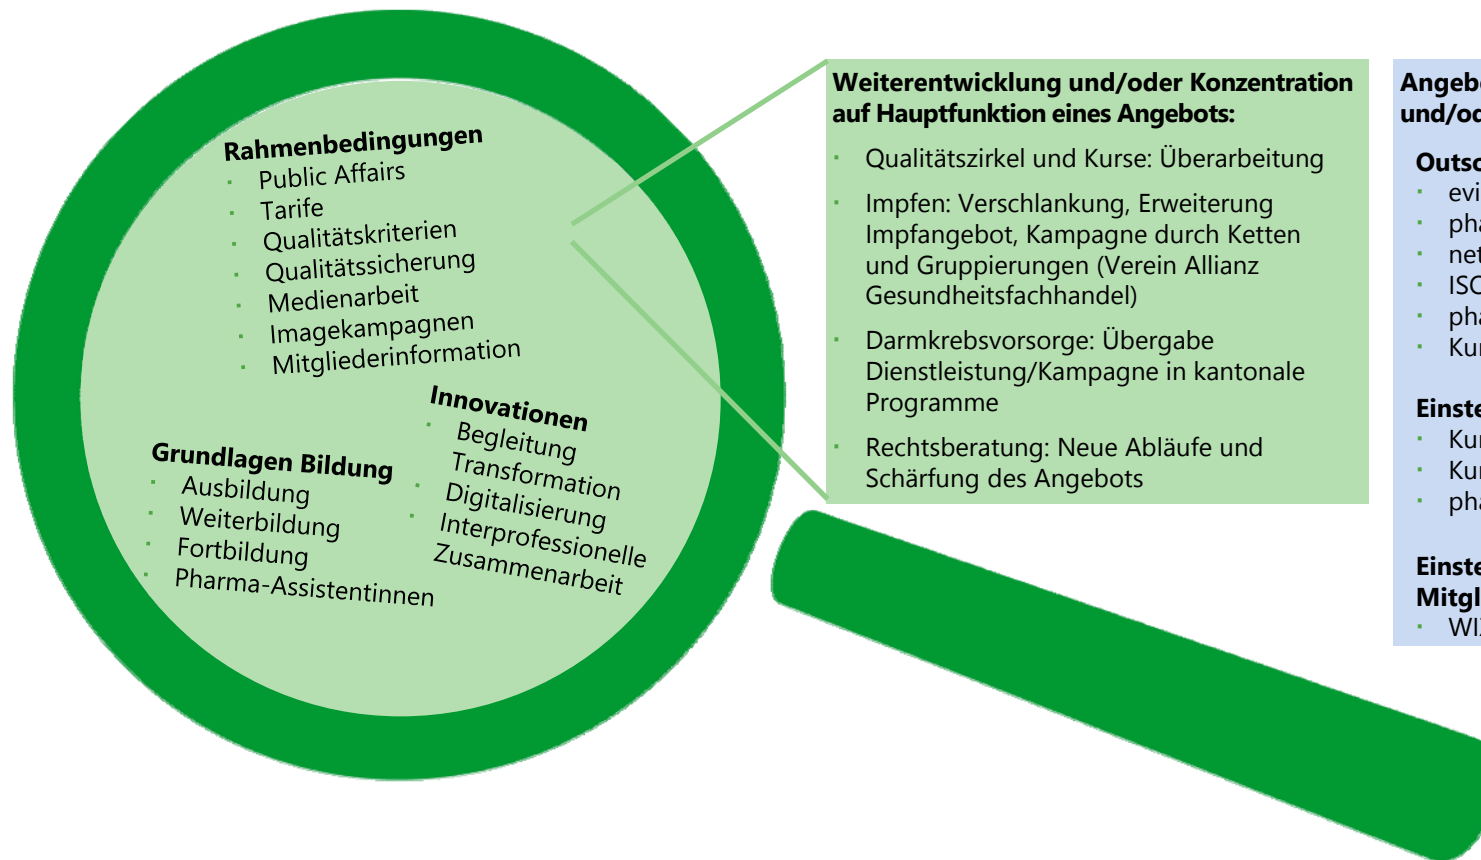 Rahmenbedingungen
· Public Affairs
· Tarife
· Qualitätskriterien
· Qualitätssicherung
· Medienarbeit
· Imagekampagnen
· Mitgliederinformation
Innovationen
· Begleitung
Transformation
· Digitalisierung
· Interprofessionelle
Zusammenarbeit
Grundlagen Bildung
· Ausbildung
· Weiterbildung
· Fortbildung
· Pharma-Assistentinnen
Weiterentwicklung und/oder Konzentration
auf Hauptfunktion eines Angebots:
· Qualitätszirkel und Kurse: Überarbeitung
· Impfen: Verschlankung, Erweiterung
Impfangebot, Kampagne durch Ketten
und Gruppierungen (Verein Allianz
Gesundheitsfachhandel)
· Darmkrebsvorsorge: Übergabe
Dienstleistung/Kampagne in kantonale
Programme
· Rechtsberatung: Neue Abläufe und
Schärfung des Angebots